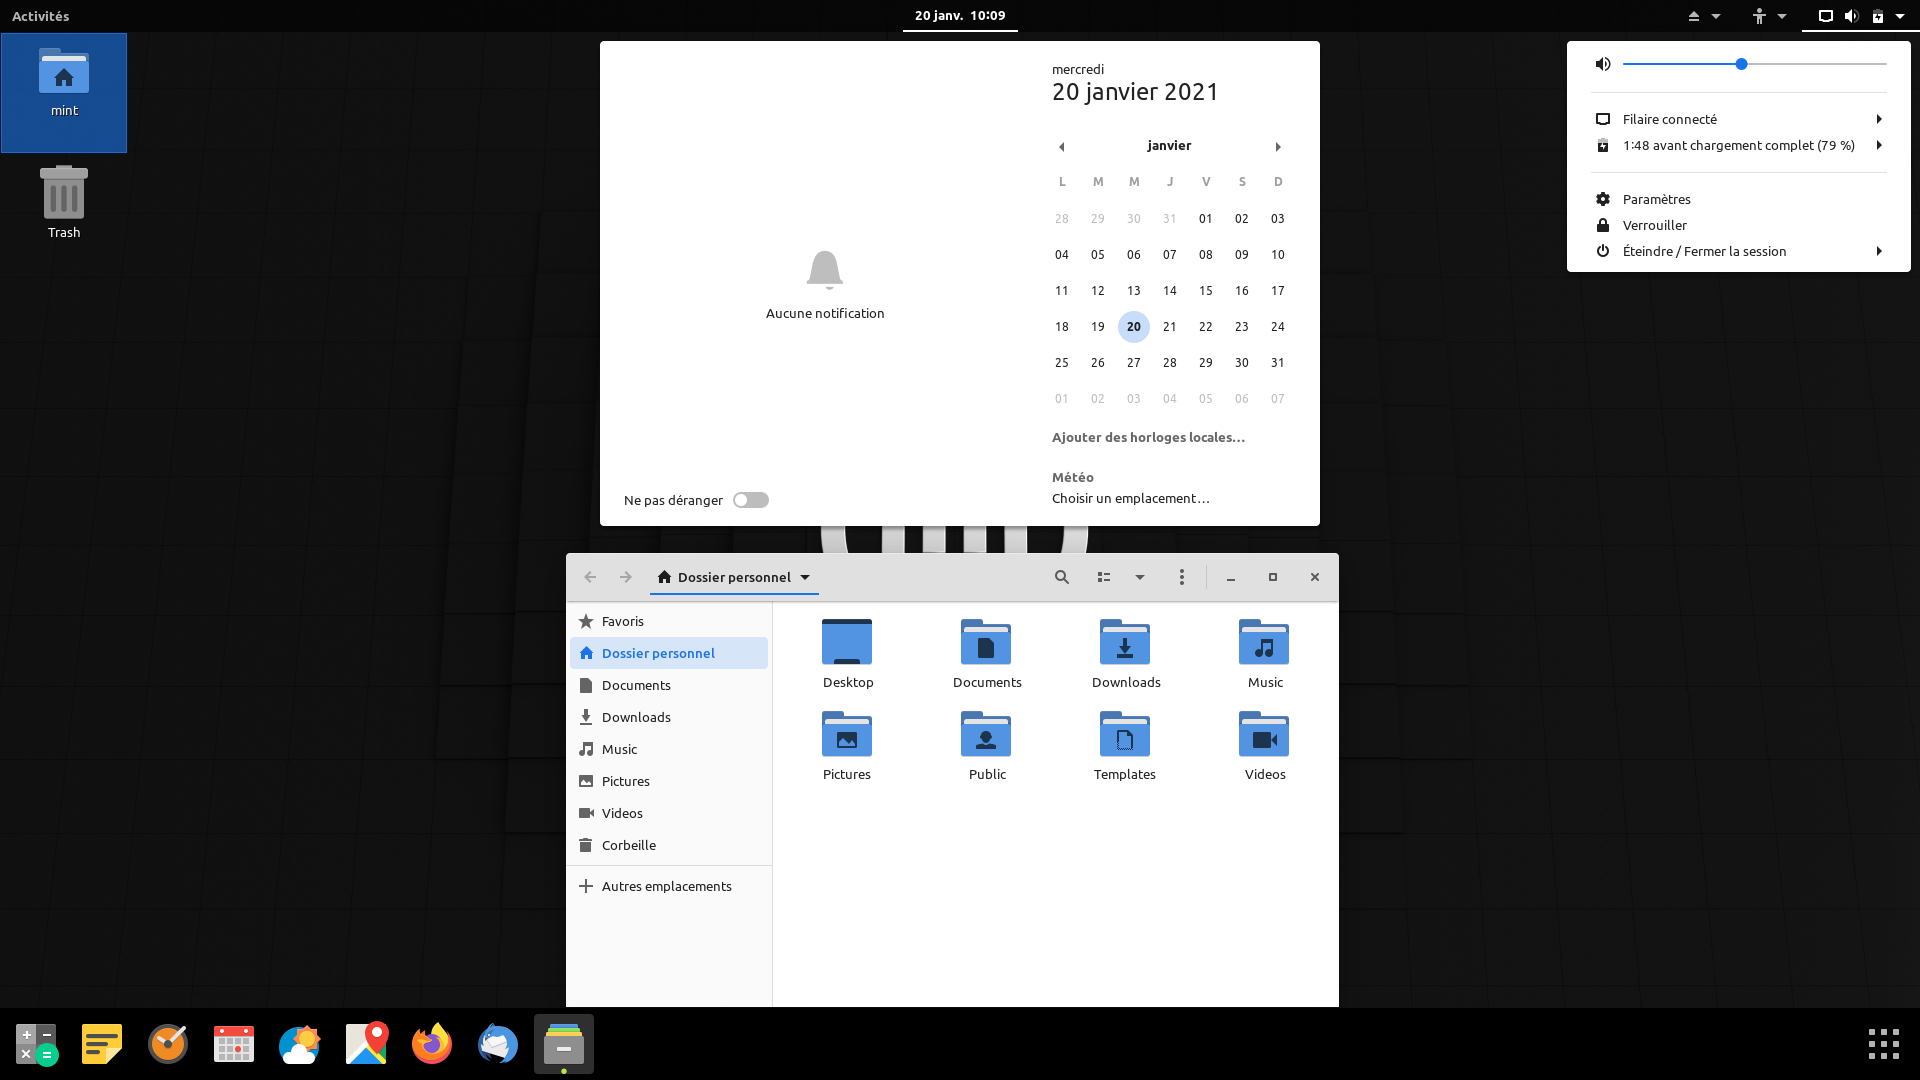 Activités
20 janv. 10:09
mint
Trash
Aucune notification
Ne pas déranger
mercredi
20 janvier 2021
janvier
L M M J V S D
28 29 30 31 01 02 03
04 05 06 07 08 09 10
11 12 13 14 15 16 17
18 19 20 21 22 23 24
25 26 27 28 29 30 31
01 02 03 04 05 06 07
Ajouter des horloges locales…
Météo
Choisir un emplacement…
Filaire connecté
1:48 avant chargement complet (79 %)
Paramètres
Verrouiller
Éteindre / Fermer la session
Dossier personnel
Favoris
Dossier personnel
Documents
Downloads
Music
Pictures
Videos
Corbeille
Autres emplacements
Desktop Documents Downloads Music
Pictures Public Templates Videos